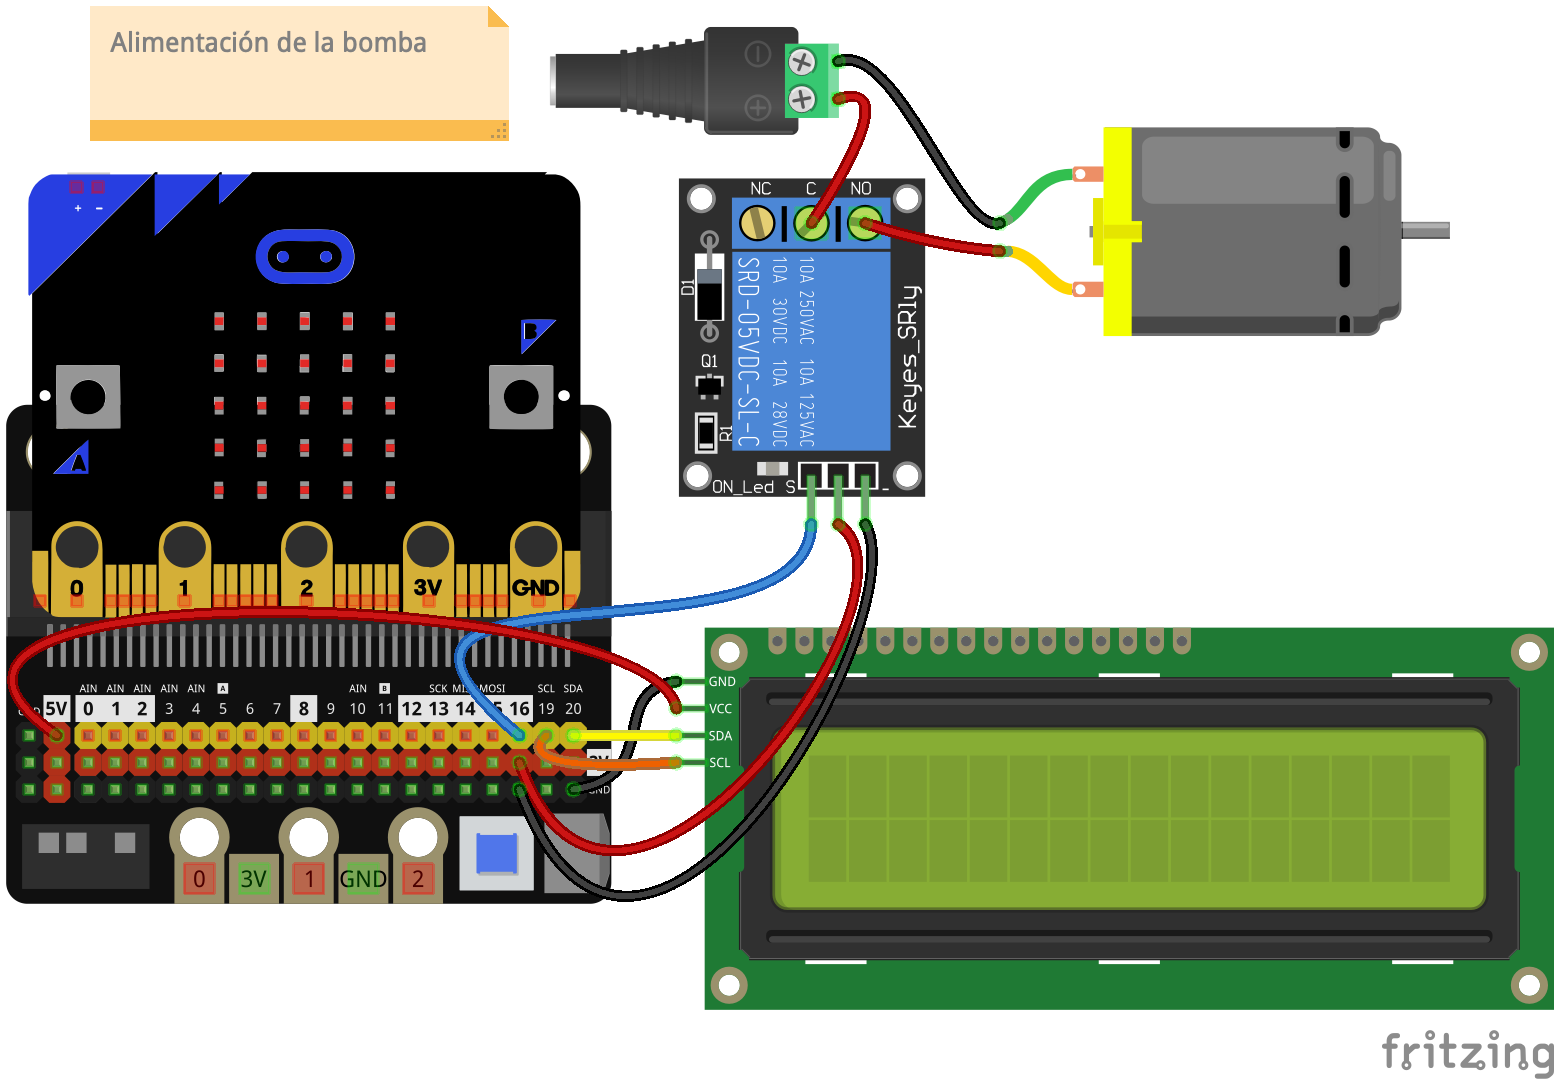 Alimentación de la bomba
NC C NO
D1
SRD-05VDC-SL-C
10A 30VDC 10A 28VDC
10A 250VAC 10A 125VAC
Keyes_SRly
Q1
R1
ON_Led S -
B
A
0 1 2 3V GND
AIN AIN AIN AIN AIN A AIN B SCK MOSI SCL SDA
5V 0 1 2 3 4 5 6 7 8 9 10 11 12 13 14 16 19 20
GND
0 3V 1 GND 2
GND
VCC
SDA
SCL
fritzing